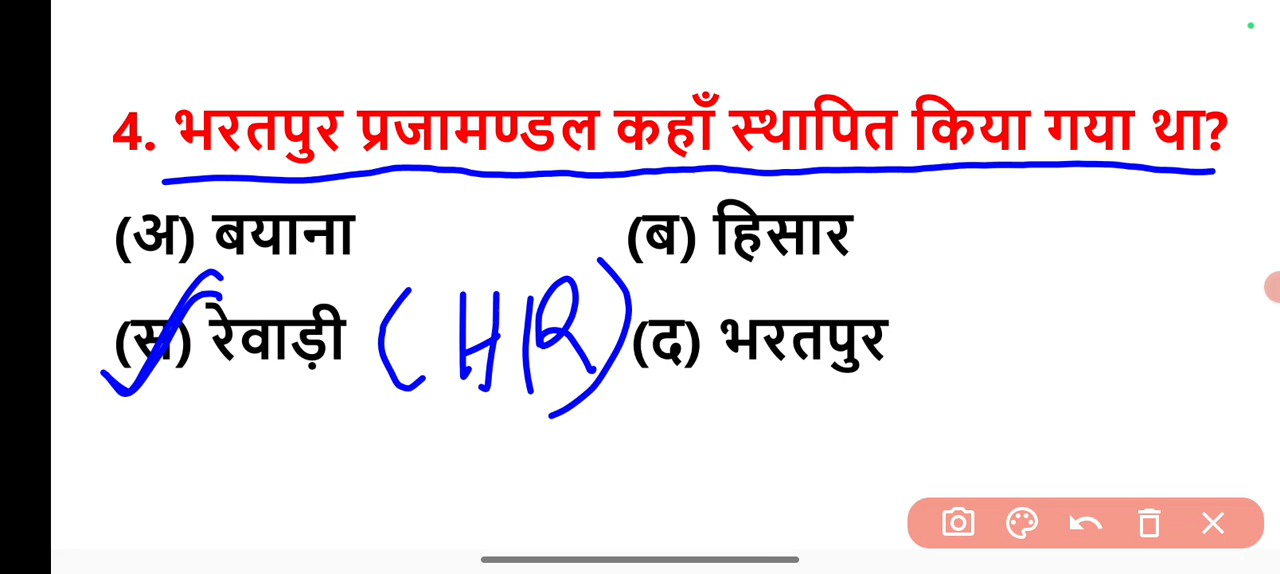 4. भरतपुर प्रजामण्डल कहाँ स्थापित किया गया था?
(अ) बयाना (ब) हिसार
(स) रेवाड़ी (HR) (द) भरतपुर